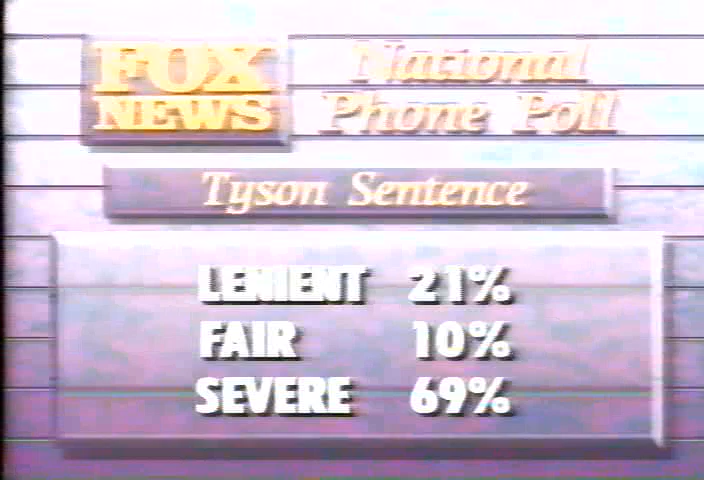 FOX
NEWS
National
Phone Poll
Tyson Sentence
LENIENT 21%
FAIR 10%
SEVERE 69%